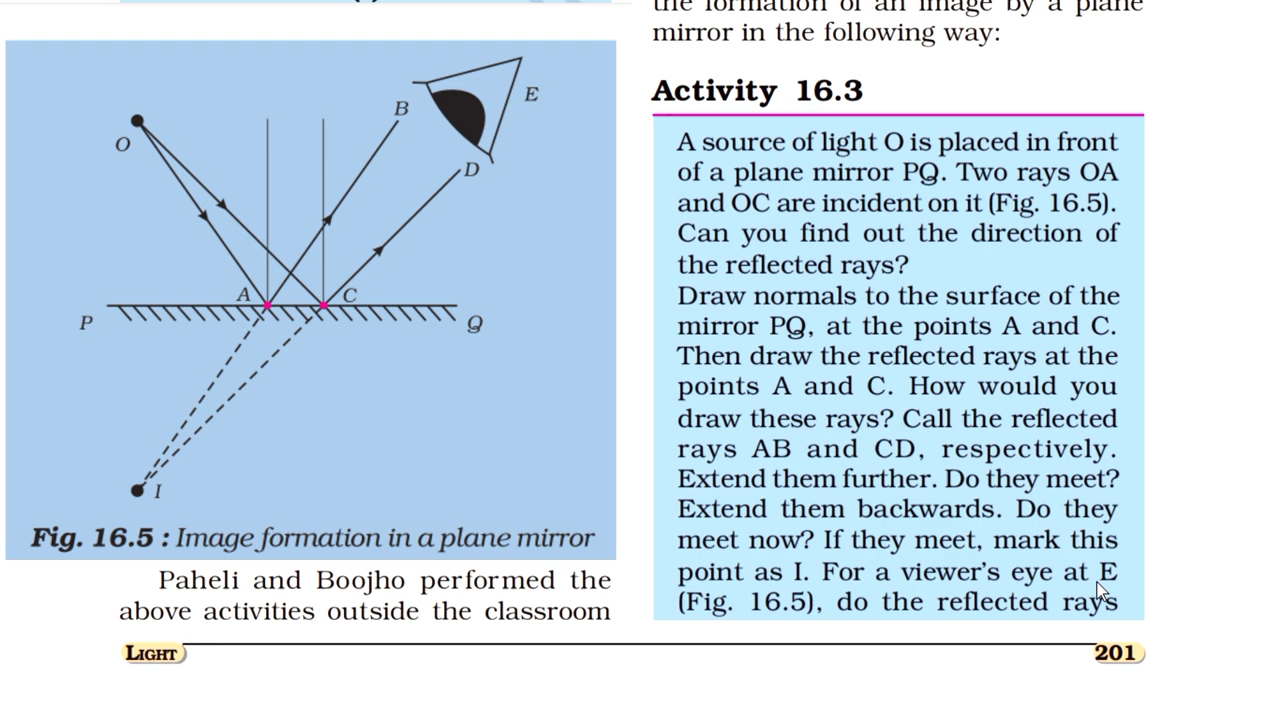 O
B
E
D
A
C
P
Q
I
Fig. 16.5 : Image formation in a plane mirror
Paheli and Boojho performed the
above activities outside the classroom
the formation of an image by a plane
mirror in the following way:
Activity 16.3
A source of light O is placed in front
of a plane mirror PQ. Two rays OA
and OC are incident on it (Fig. 16.5).
Can you find out the direction of
the reflected rays?
Draw normals to the surface of the
mirror PQ, at the points A and C.
Then draw the reflected rays at the
points A and C. How would you
draw these rays? Call the reflected
rays AB and CD, respectively.
Extend them further. Do they meet?
Extend them backwards. Do they
meet now? If they meet, mark this
point as I. For a viewer's eye at E
(Fig. 16.5), do the reflected rays
LIGHT
201